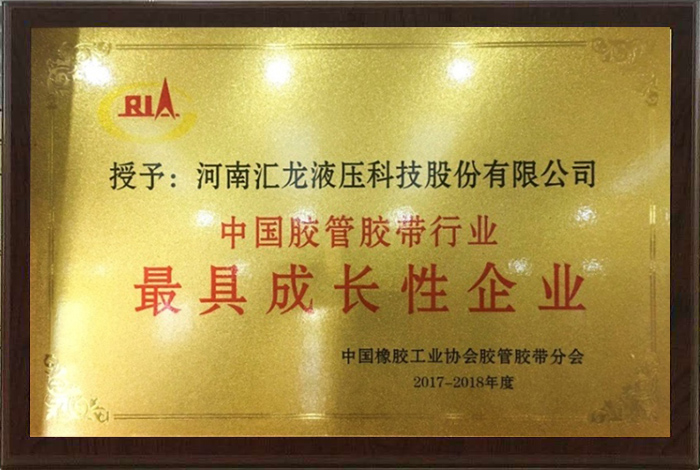 RIA
授予：河南汇龙液压科技股份有限公司
中国胶管胶带行业
最具成长性企业
中国橡胶工业协会胶管胶带分会
2017-2018年度